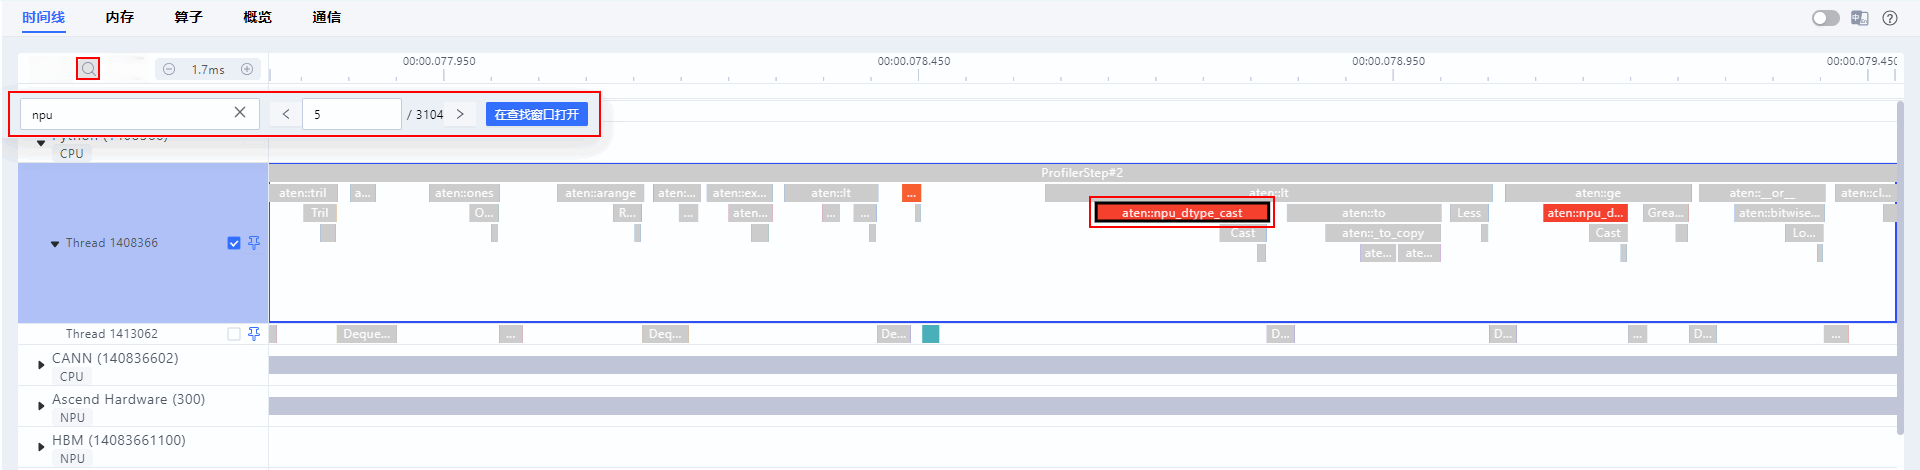 时间线 内存 算子 概览 通信
1.7ms 00:00.077.950 00:00.078.450 00:00.078.950 00:00.079.450
npu 5 / 3104 在查找窗口打开
CPU
ProfilerStep#2
aten::tril a... aten::ones aten::arange aten:... aten::ex... aten::lt ... aten::lt aten::ge aten::__or__ aten::cl...
Tril O... R... ... aten... ... ... aten::npu_dtype_cast aten::to Less aten::npu_d... Grea... aten::bitwise...
Thread 1408366 Cast aten::_to_copy Cast Lo...
ate... ate...
Thread 1413062 Deque... ... Deq... De... D... D... ... D... ...
CANN (140836602)
CPU
Ascend Hardware (300)
NPU
HBM (14083661100)
NPU